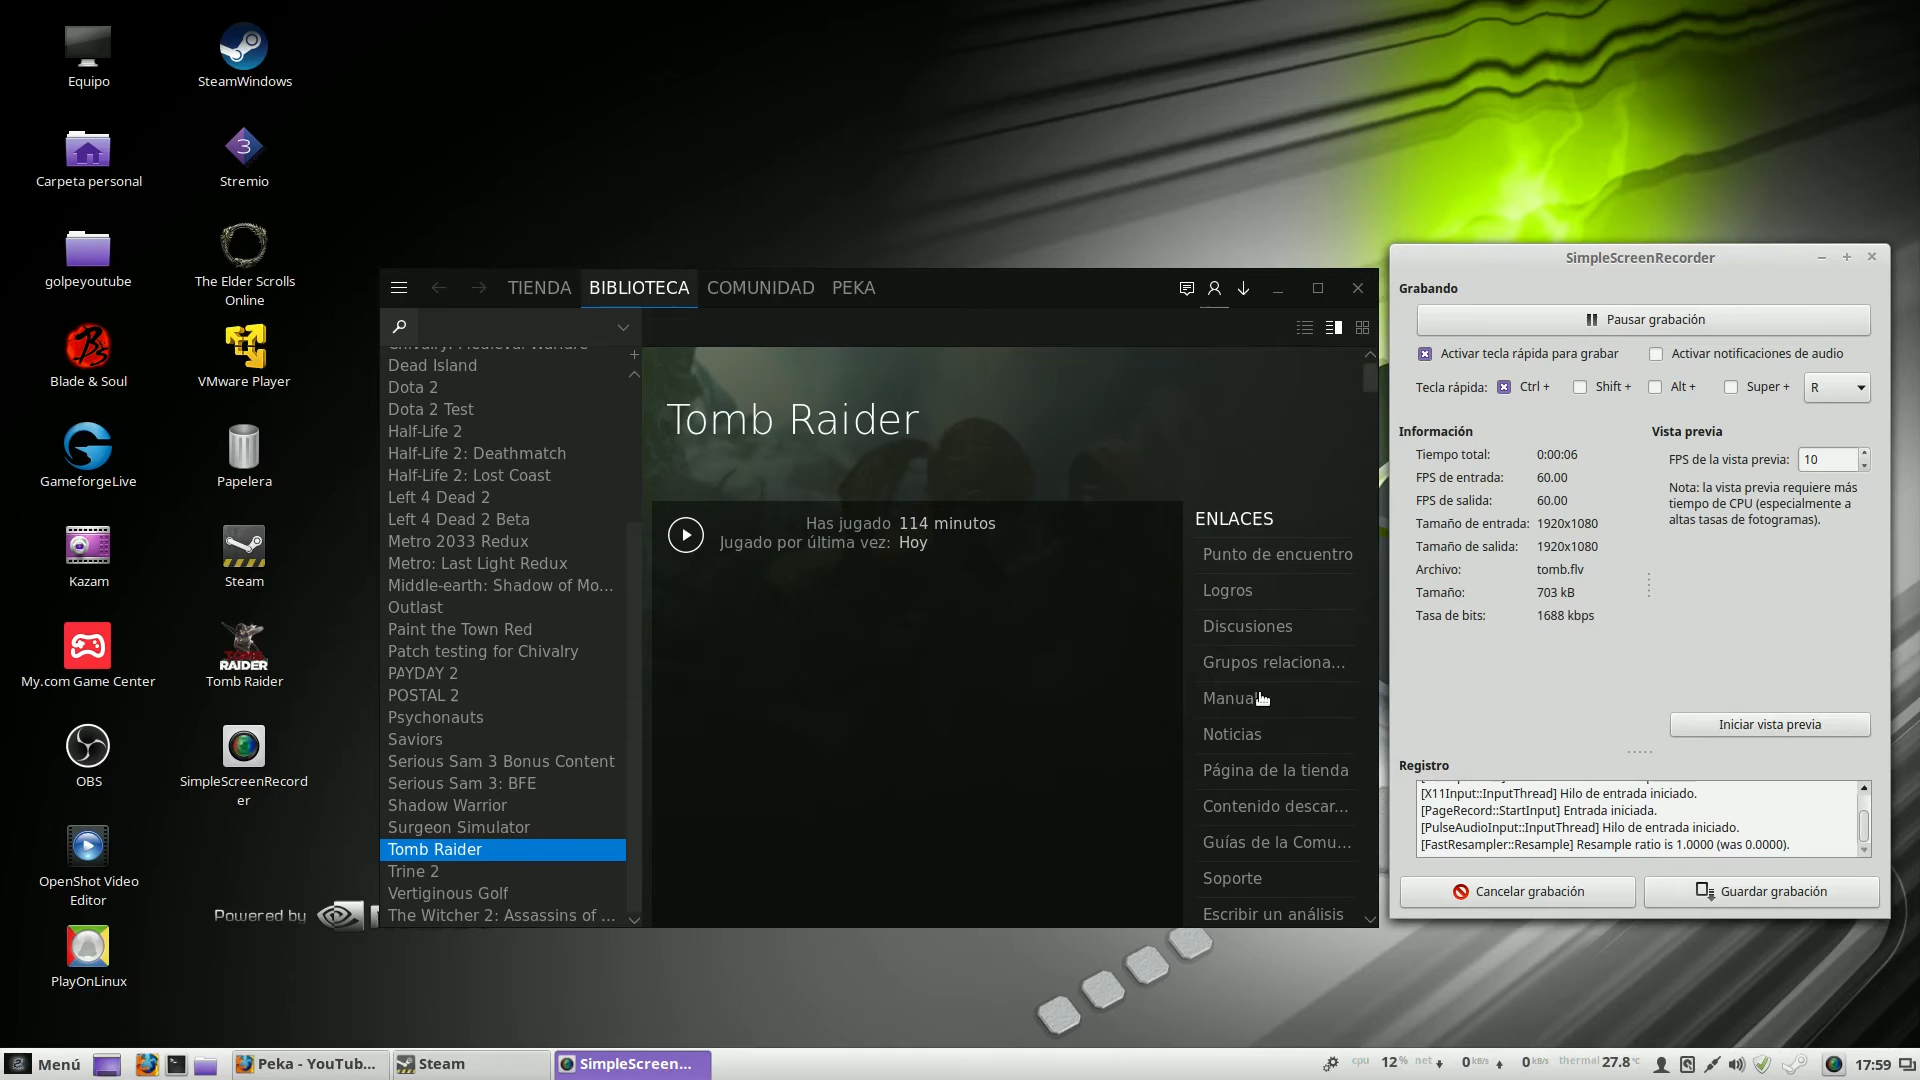 Equipo
SteamWindows
Carpeta personal
3
Stremio
golpeyoutube
The Elder Scrolls
Online
Blade & Soul
VMware Player
GameforgeLive
Papelera
Kazam
Steam
My.com Game Center
RAIDER
Tomb Raider
OBS
SimpleScreenRecord
er
OpenShot Video
Editor
PlayOnLinux
Powered by
TIENDA
BIBLIOTECA
COMUNIDAD
PEKA
Dead Island
Dota 2
Dota 2 Test
Half-Life 2
Half-Life 2: Deathmatch
Half-Life 2: Lost Coast
Left 4 Dead 2
Left 4 Dead 2 Beta
Metro 2033 Redux
Metro: Last Light Redux
Middle-earth: Shadow of Mo...
Outlast
Paint the Town Red
Patch testing for Chivalry
PAYDAY 2
POSTAL 2
Psychonauts
Saviors
Serious Sam 3 Bonus Content
Serious Sam 3: BFE
Shadow Warrior
Surgeon Simulator
Tomb Raider
Trine 2
Vertiginous Golf
The Witcher 2: Assassins of ...
Tomb Raider
Has jugado 114 minutos
Jugado por última vez: Hoy
ENLACES
Punto de encuentro
Logros
Discusiones
Grupos relaciona...
Manual
Noticias
Página de la tienda
Contenido descar...
Guías de la Comu...
Soporte
Escribir un análisis
SimpleScreenRecorder
Grabando
Pausar grabación
Activar tecla rápida para grabar
Activar notificaciones de audio
Tecla rápida: Ctrl + Shift + Alt + Super + R
Información
Tiempo total: 0:00:06
FPS de entrada: 60.00
FPS de salida: 60.00
Tamaño de entrada: 1920x1080
Tamaño de salida: 1920x1080
Archivo: tomb.flv
Tamaño: 703 kB
Tasa de bits: 1688 kbps
Vista previa
FPS de la vista previa: 10
Nota: la vista previa requiere más
tiempo de CPU (especialmente a
altas tasas de fotogramas).
Iniciar vista previa
Registro
[X11Input::InputThread] Hilo de entrada iniciado.
[PageRecord::StartInput] Entrada iniciada.
[PulseAudioInput::InputThread] Hilo de entrada iniciado.
[FastResampler::Resample] Resample ratio is 1.0000 (was 0.0000).
Cancelar grabación
Guardar grabación
Menú
Peka - YouTub...
Steam
SimpleScreen...
cpu 12% net 0 kB/s 0 kB/s thermal 27.8 °C
17:59